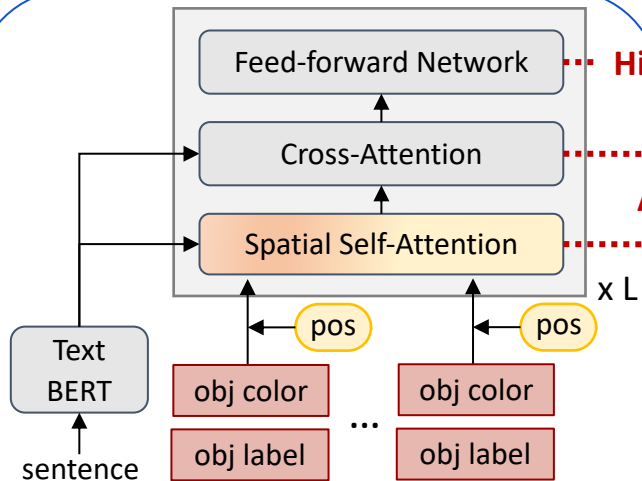 Feed-forward Network
Hi
Cross-Attention
Spatial Self-Attention
x L
pos
pos
Text
BERT
obj color
obj color
...
obj label
obj label
sentence